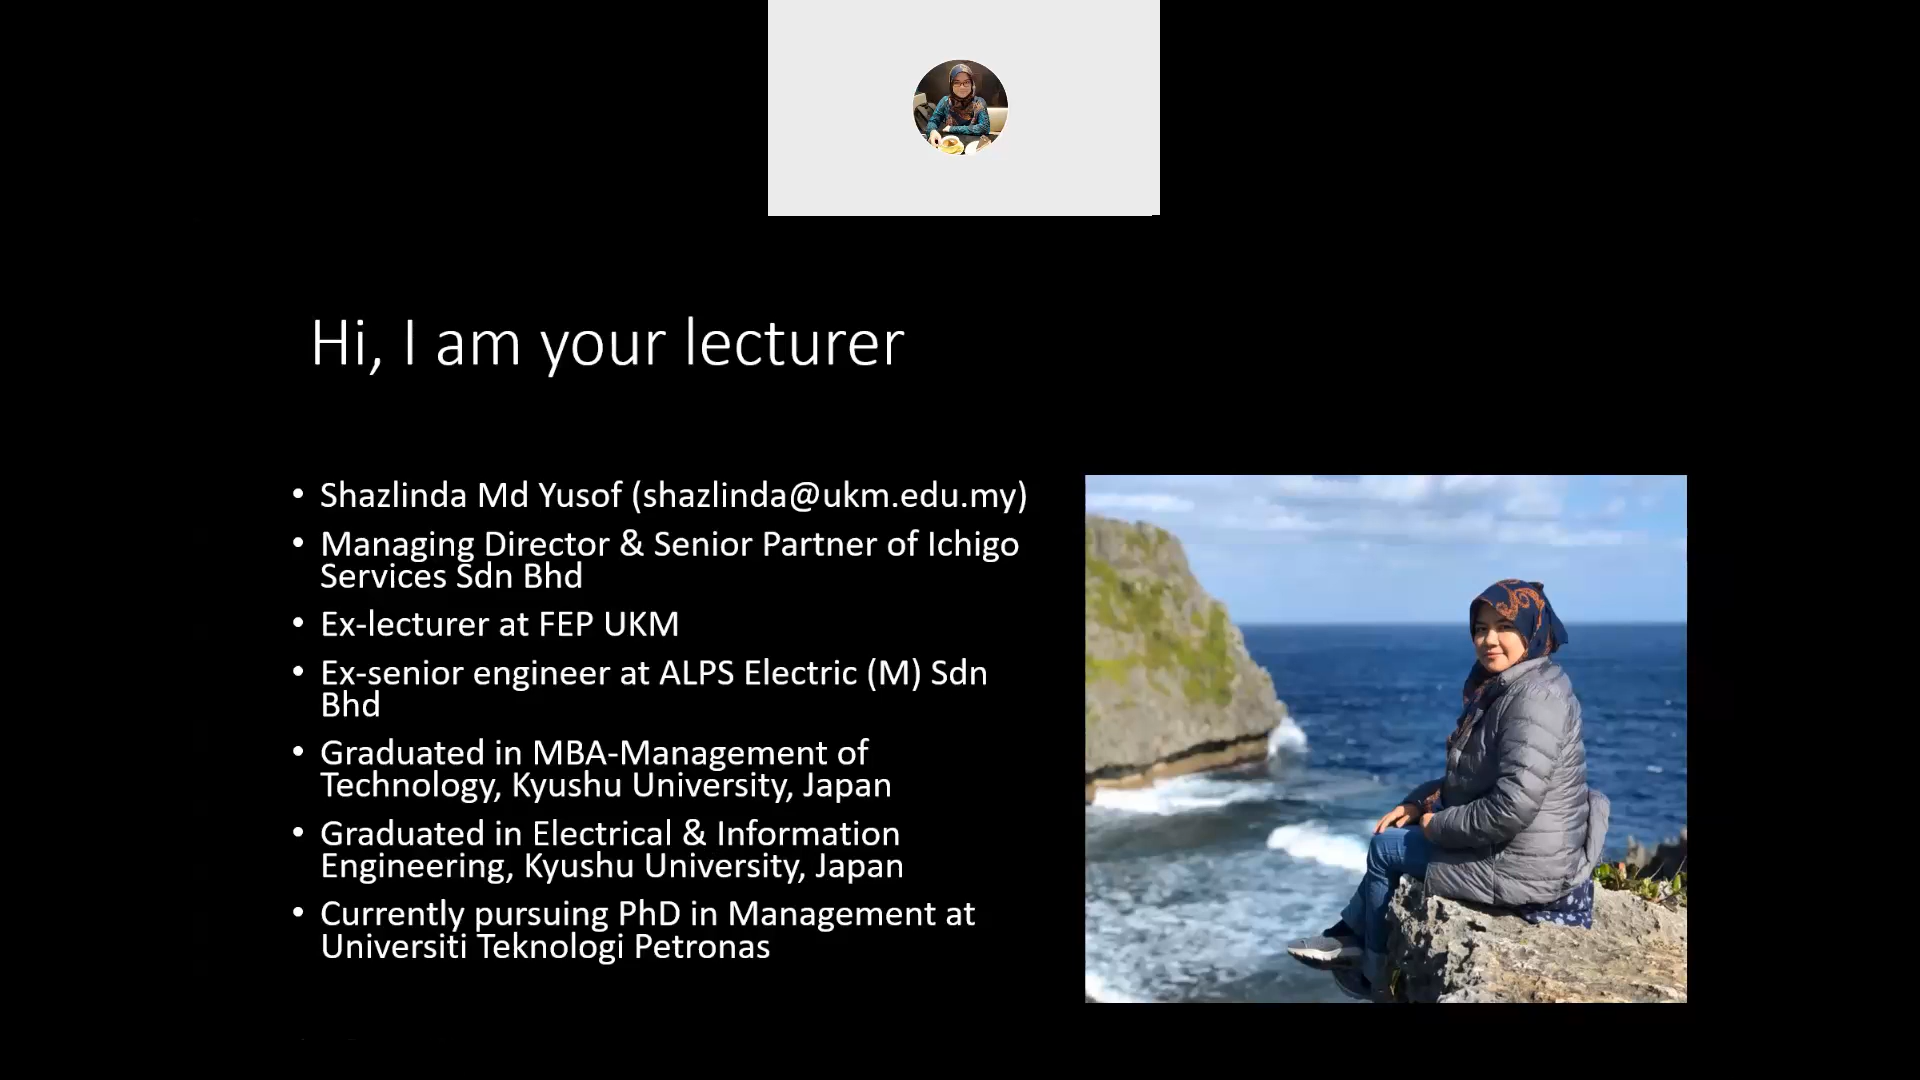 Hi, I am your lecturer
• Shazlinda Md Yusof (shazlinda@ukm.edu.my)
• Managing Director & Senior Partner of Ichigo
Services Sdn Bhd
• Ex-lecturer at FEP UKM
• Ex-senior engineer at ALPS Electric (M) Sdn
Bhd
• Graduated in MBA-Management of
Technology, Kyushu University, Japan
• Graduated in Electrical & Information
Engineering, Kyushu University, Japan
• Currently pursuing PhD in Management at
Universiti Teknologi Petronas